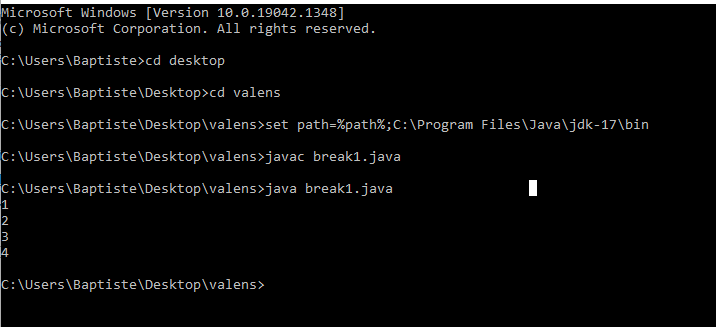 Microsoft Windows [Version 10.0.19042.1348]
(c) Microsoft Corporation. All rights reserved.
C:\Users\Baptiste>cd desktop
C:\Users\Baptiste\Desktop>cd valens
C:\Users\Baptiste\Desktop\valens>set path=%path%;C:\Program Files\Java\jdk-17\bin
C:\Users\Baptiste\Desktop\valens>javac break1.java
C:\Users\Baptiste\Desktop\valens>java break1.java
1
2
3
4
C:\Users\Baptiste\Desktop\valens>